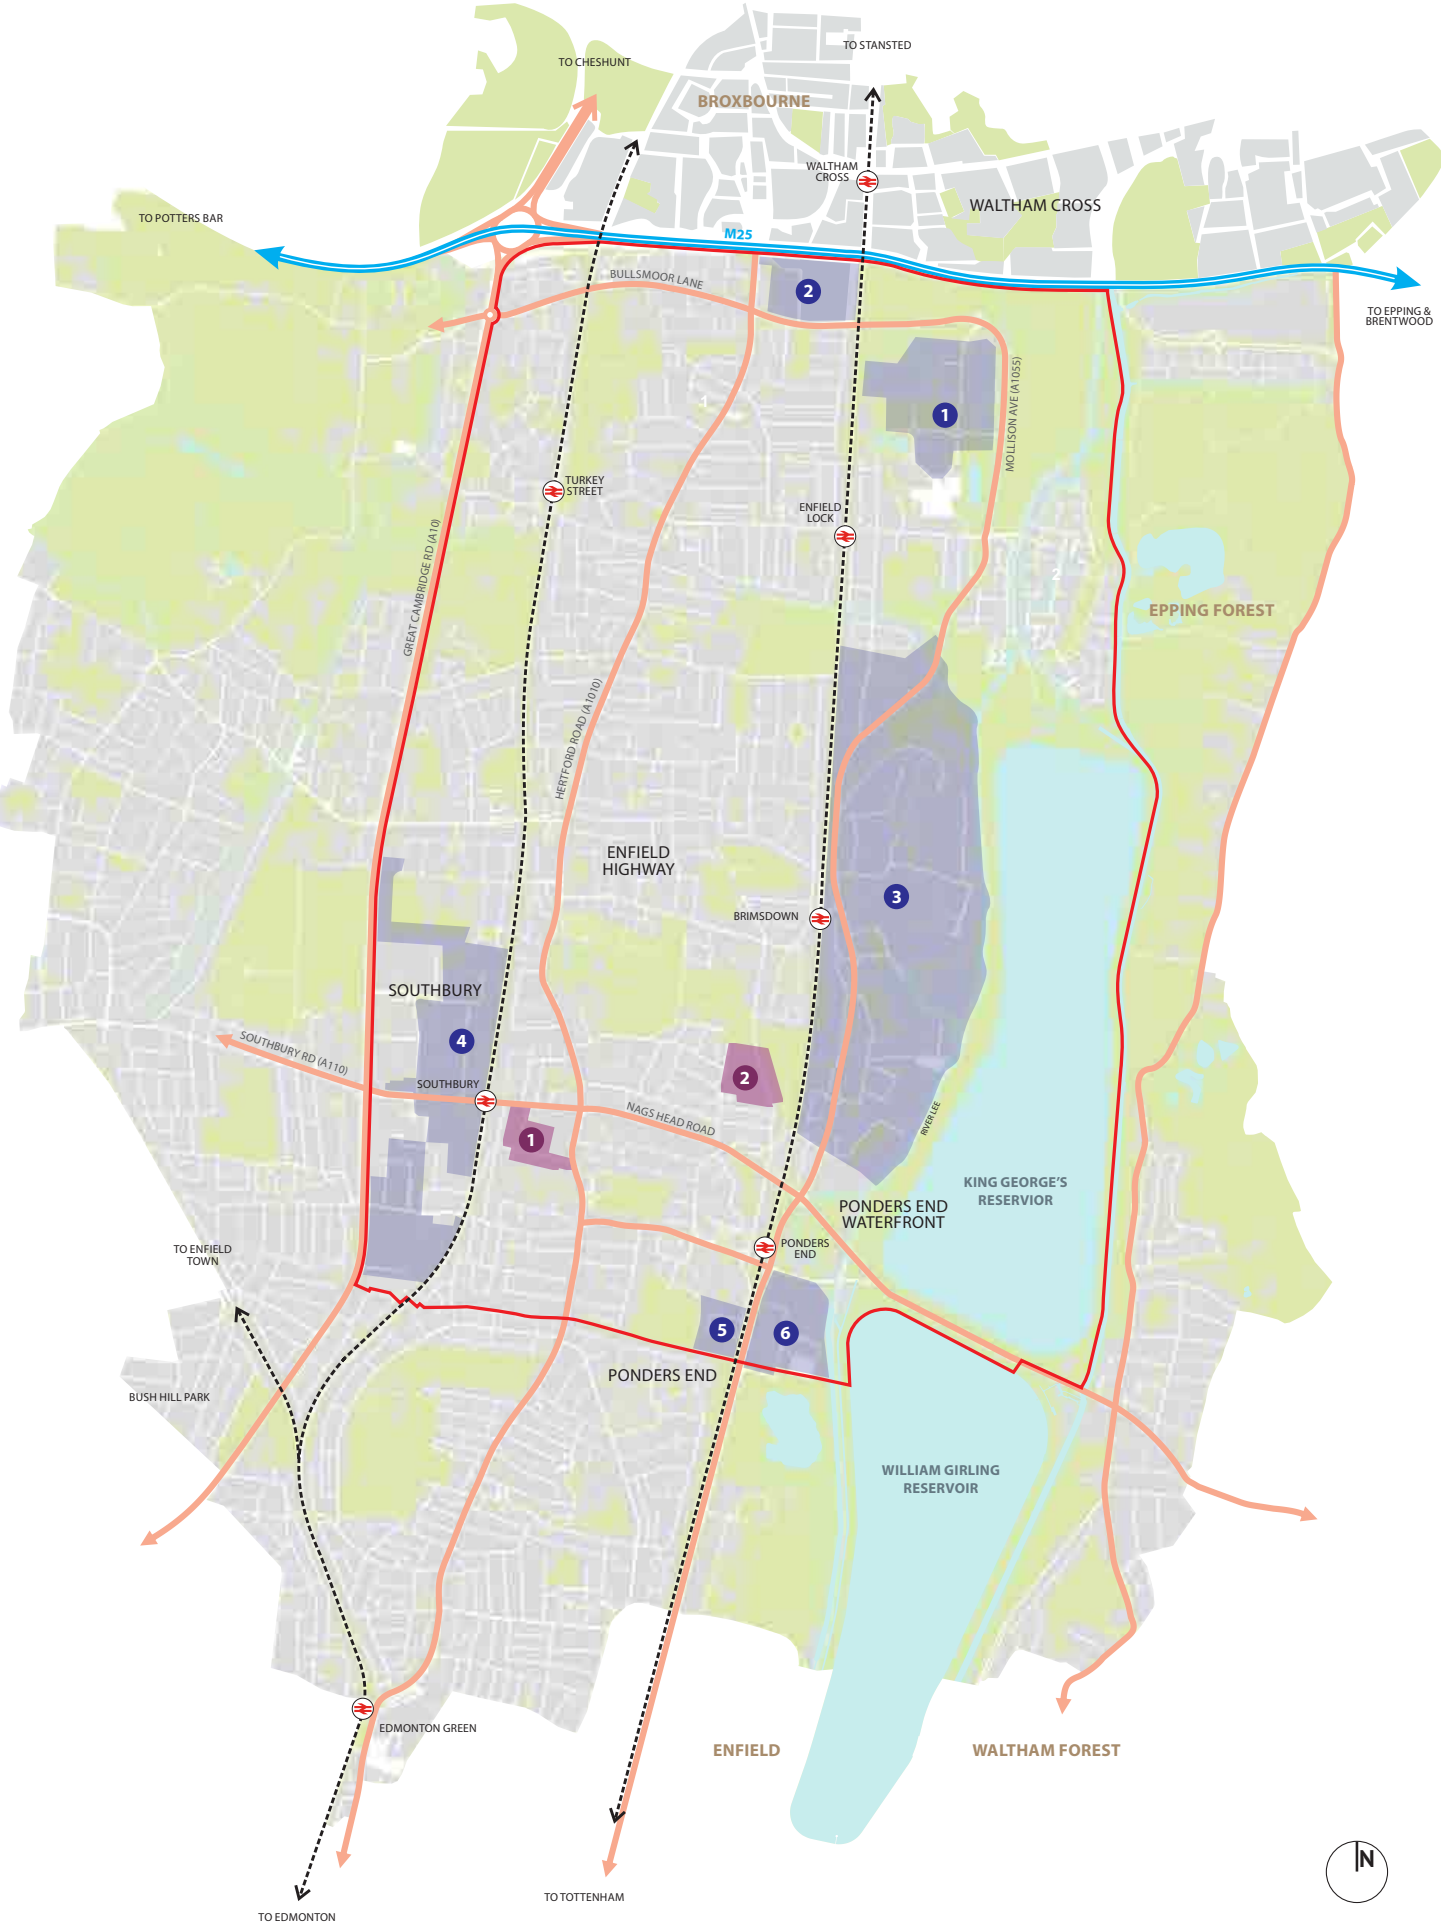 TO STANSTED
TO CHESHUNT
BROXBOURNE
WALTHAM
CROSS
WALTHAM CROSS
TO POTTERS BAR
M25
BULLSMOOR LANE
2
TO EPPING &
BRENTWOOD
1
1
MOLLISON AVE (A1055)
TURKEY
STREET
ENFIELD
LOCK
GREAT CAMBRIDGE RD (A10)
2
EPPING FOREST
HERTFORD ROAD (A1010)
ENFIELD
HIGHWAY
3
BRIMSDOWN
SOUTHBURY
4
SOUTHBURY RD (A110)
SOUTHBURY
2
NAGS HEAD ROAD
RIVER LEE
1
KING GEORGE'S
RESERVIOR
PONDERS END
WATERFRONT
TO ENFIELD
TOWN
PONDERS
END
5
6
PONDERS END
BUSH HILL PARK
WILLIAM GIRLING
RESERVOIR
EDMONTON GREEN
ENFIELD
WALTHAM FOREST
1
N
TO TOTTENHAM
TO EDMONTON